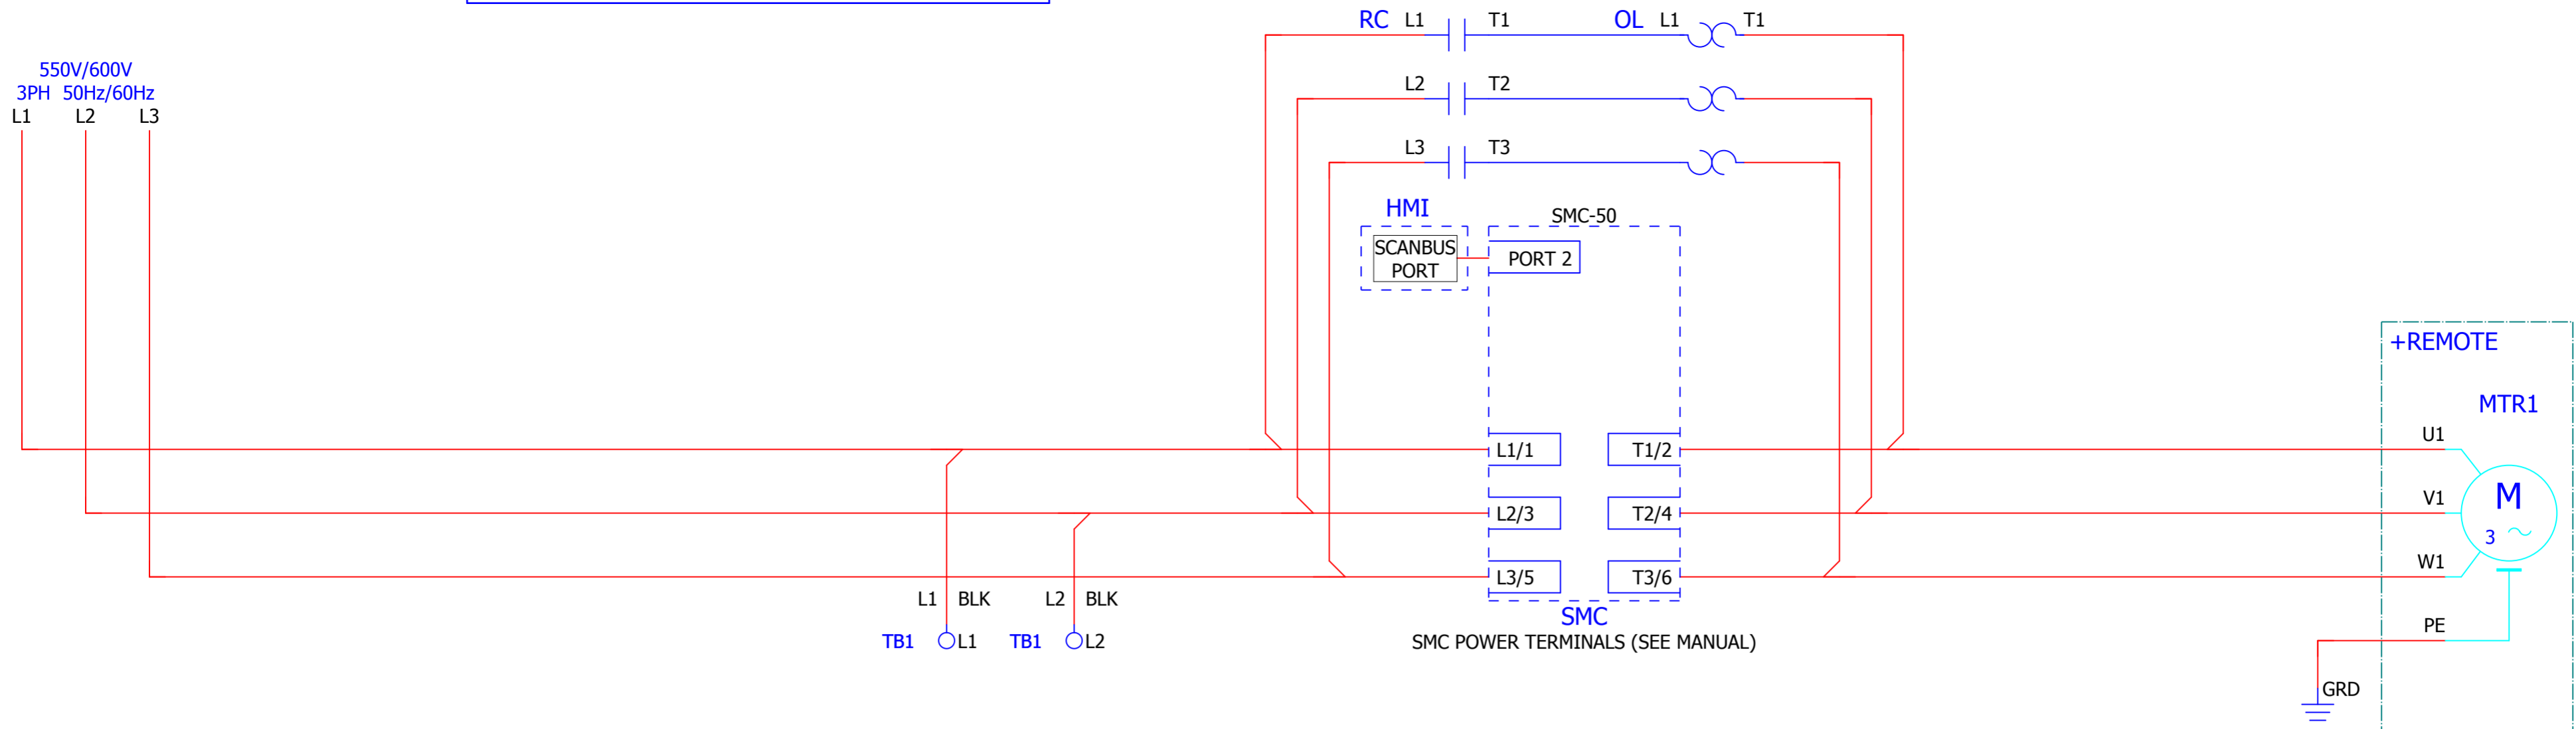 RC L1 T1 OL L1 T1
550V/600V
3PH 50Hz/60Hz
L1 L2 L3
L2 T2
L3 T3
HMI
SCANBUS
PORT
SMC-50
PORT 2
+REMOTE
MTR1
L1/1 T1/2
U1
L2/3 T2/4
V1
M
3
L3/5 T3/6
W1
L1 BLK L2 BLK
SMC
TB1 L1 TB1 L2
SMC POWER TERMINALS (SEE MANUAL)
PE
GRD